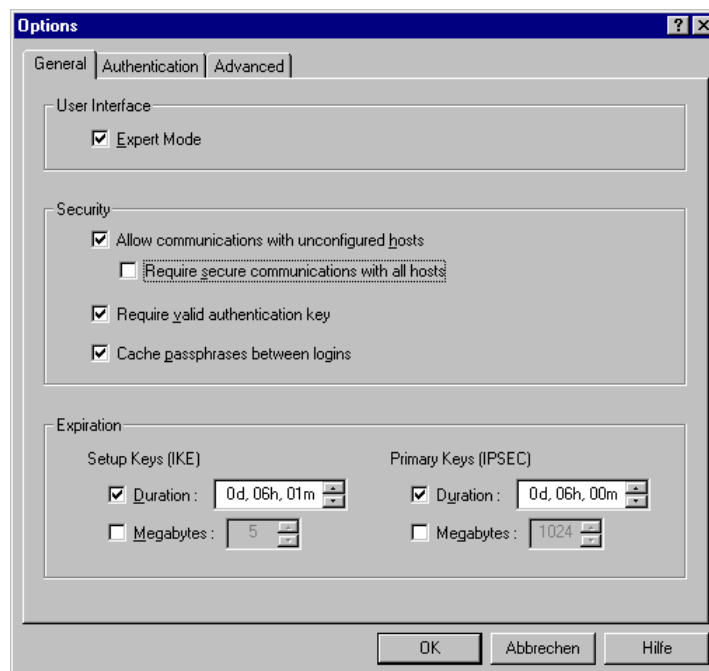 Options
General Authentication Advanced
User Interface
Expert Mode
Security
Allow communications with unconfigured hosts
Require secure communications with all hosts
Require valid authentication key
Cache passphrases between logins
Expiration
Setup Keys (IKE) Primary Keys (IPSEC)
Duration : 0d, 06h, 01m Duration : 0d, 06h, 00m
Megabytes : 5 Megabytes : 1024
OK Abbrechen Hilfe